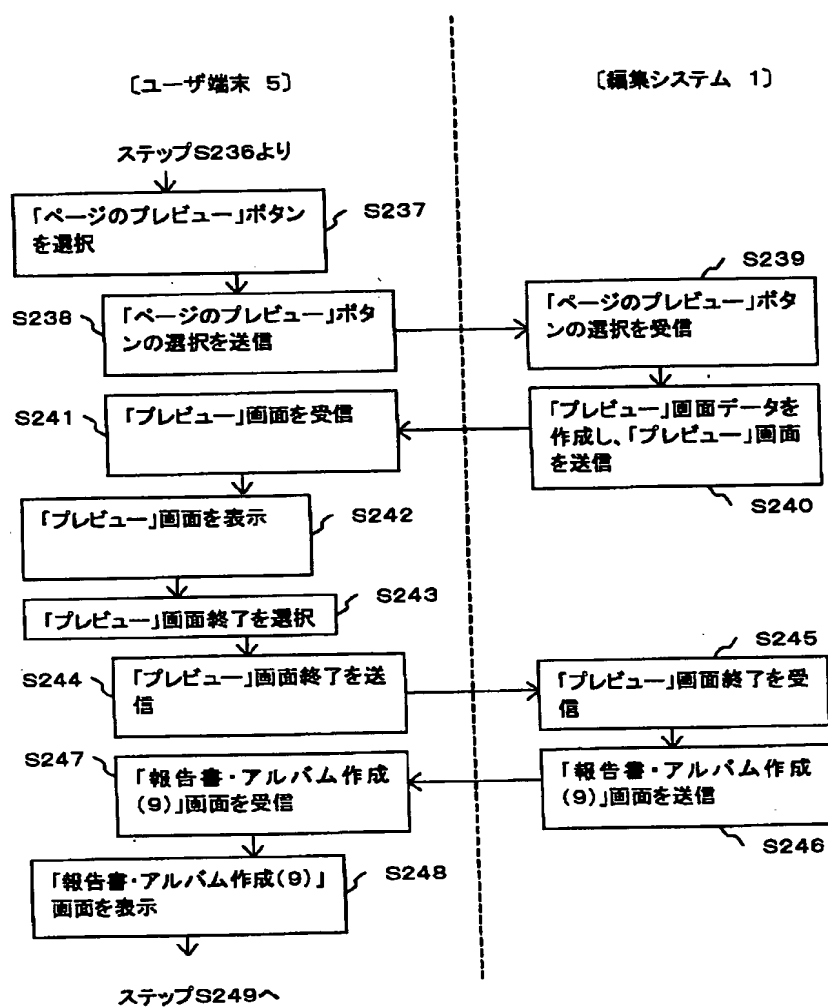 〔ユーザ端末 5〕
〔編集システム 1〕
ステップS236より
「ページのプレビュー」ボタン
を選択
S237
S238
「ページのプレビュー」ボタ
ンの選択を送信
S239
「ページのプレビュー」ボタ
ンの選択を受信
S241
「プレビュー」画面を受信
「プレビュー」画面データを
作成し、「プレビュー」画面
を送信
S240
「プレビュー」画面を表示
S242
「プレビュー」画面終了を選択
S243
S244
「プレビュー」画面終了を送
信
S245
「プレビュー」画面終了を受
信
S247
「報告書・アルバム作成
(9)」画面を受信
「報告書・アルバム作成
(9)」画面を送信
S246
「報告書・アルバム作成(9)」
画面を表示
S248
ステップS249へ